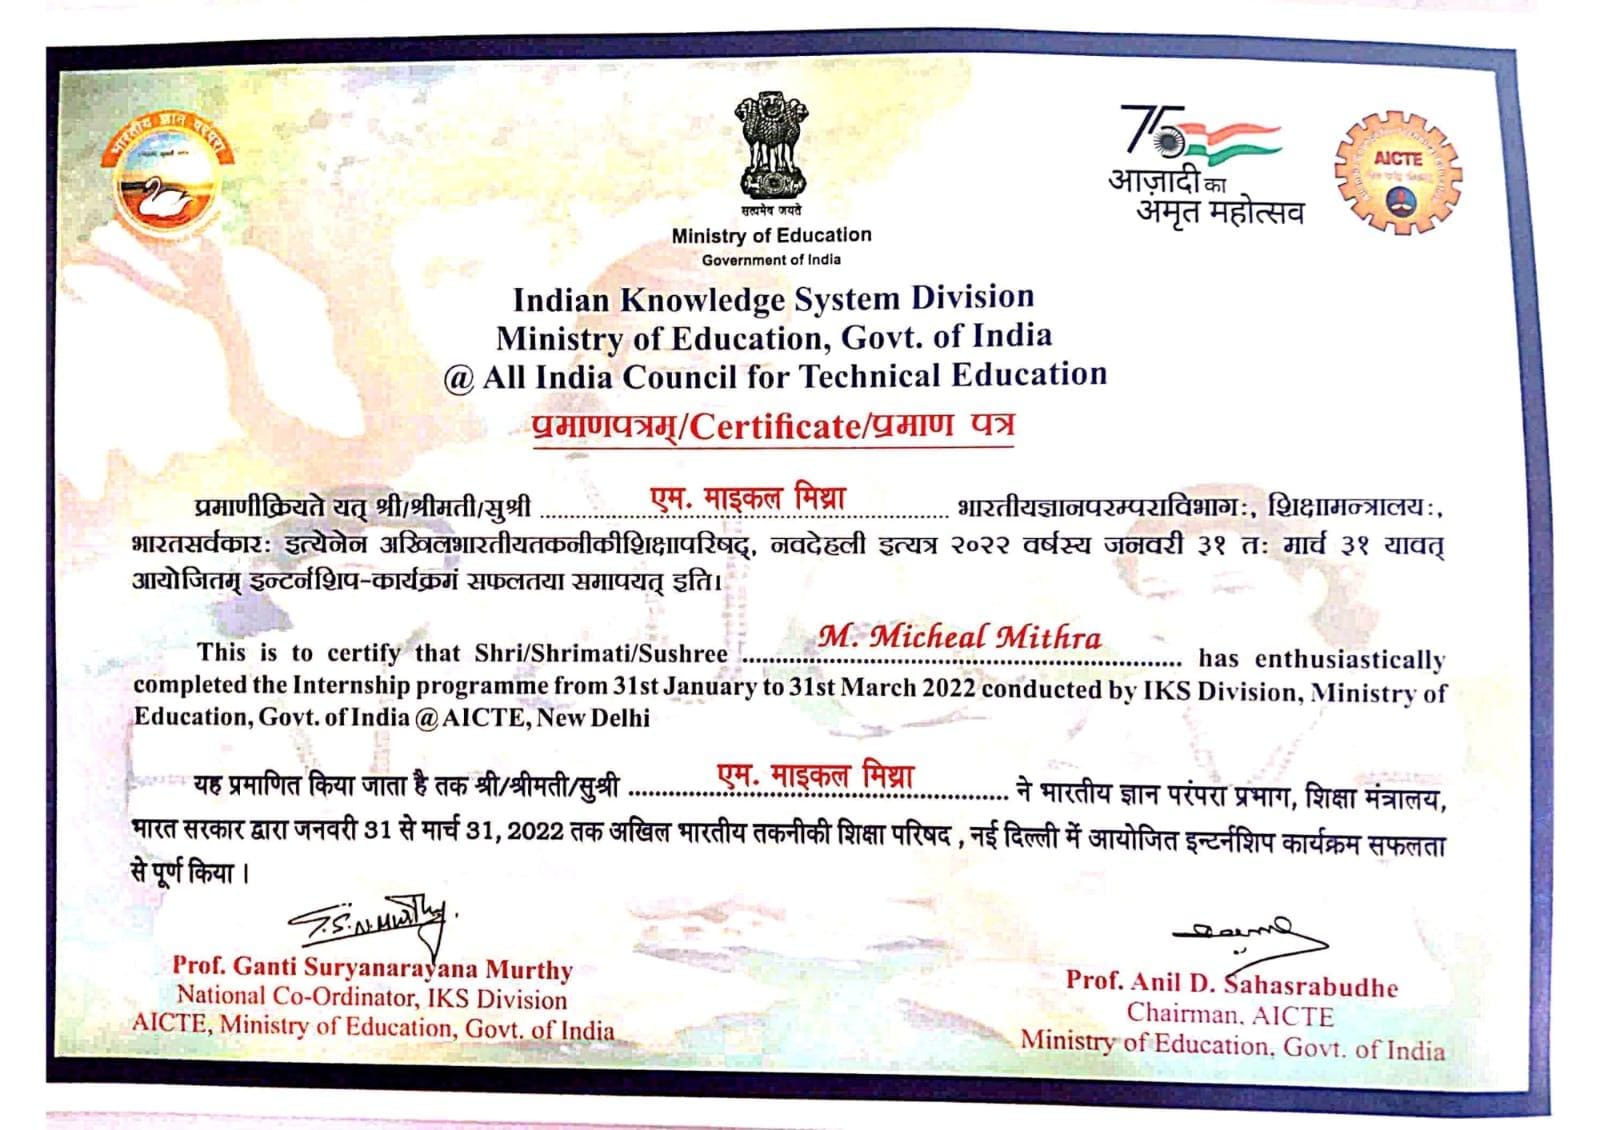 भारतीय ज्ञान परम्परा
75
आज़ादी का
अमृत महोत्सव
AICTE
सत्यमेव जयते
Ministry of Education
Government of India
Indian Knowledge System Division
Ministry of Education, Govt. of India
@ All India Council for Technical Education
प्रमाणपत्रम्/Certificate/प्रमाण पत्र
प्रमाणीक्रियते यत् श्री/श्रीमती/सुश्री एम. माइकल मिथ्रा भारतीयज्ञानपरम्पराविभागः, शिक्षामन्त्रालयः,
भारतसर्वकारः इत्येनेन अखिलभारतीयतकनीकीशिक्षापरिषद्, नवदेहली इत्यत्र २०२२ वर्षस्य जनवरी ३१ तः मार्च ३१ यावत्
आयोजितम् इन्टर्नशिप-कार्यक्रमं सफलतया समापयत् इति।
This is to certify that Shri/Shrimati/Sushree M. Micheal Mithra has enthusiastically
completed the Internship programme from 31st January to 31st March 2022 conducted by IKS Division, Ministry of
Education, Govt. of India @ AICTE, New Delhi
यह प्रमाणित किया जाता है तक श्री/श्रीमती/सुश्री एम. माइकल मिथ्रा ने भारतीय ज्ञान परंपरा प्रभाग, शिक्षा मंत्रालय,
भारत सरकार द्वारा जनवरी 31 से मार्च 31, 2022 तक अखिल भारतीय तकनीकी शिक्षा परिषद , नई दिल्ली में आयोजित इन्टर्नशिप कार्यक्रम सफलता
से पूर्ण किया ।
G.S.N.Murthy.
Prof. Ganti Suryanarayana Murthy
National Co-Ordinator, IKS Division
AICTE, Ministry of Education, Govt. of India
Prof. Anil D. Sahasrabudhe
Chairman, AICTE
Ministry of Education, Govt. of India